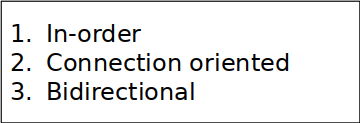 1. In-order
2. Connection oriented
3. Bidirectional